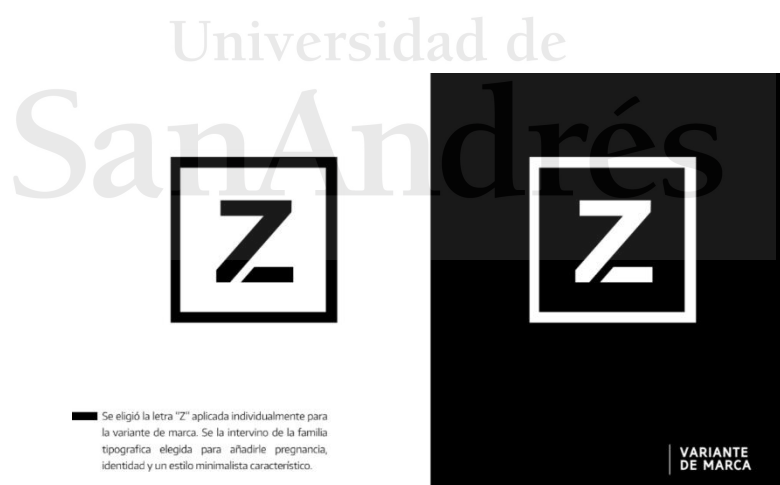 Universidad de
SanAndrés
Z
Z
Se eligió la letra "Z" aplicada individualmente para
la variante de marca. Se la intervino de la familia
tipografica elegida para añadirle pregnancia,
identidad y un estilo minimalista característico.
VARIANTE
DE MARCA